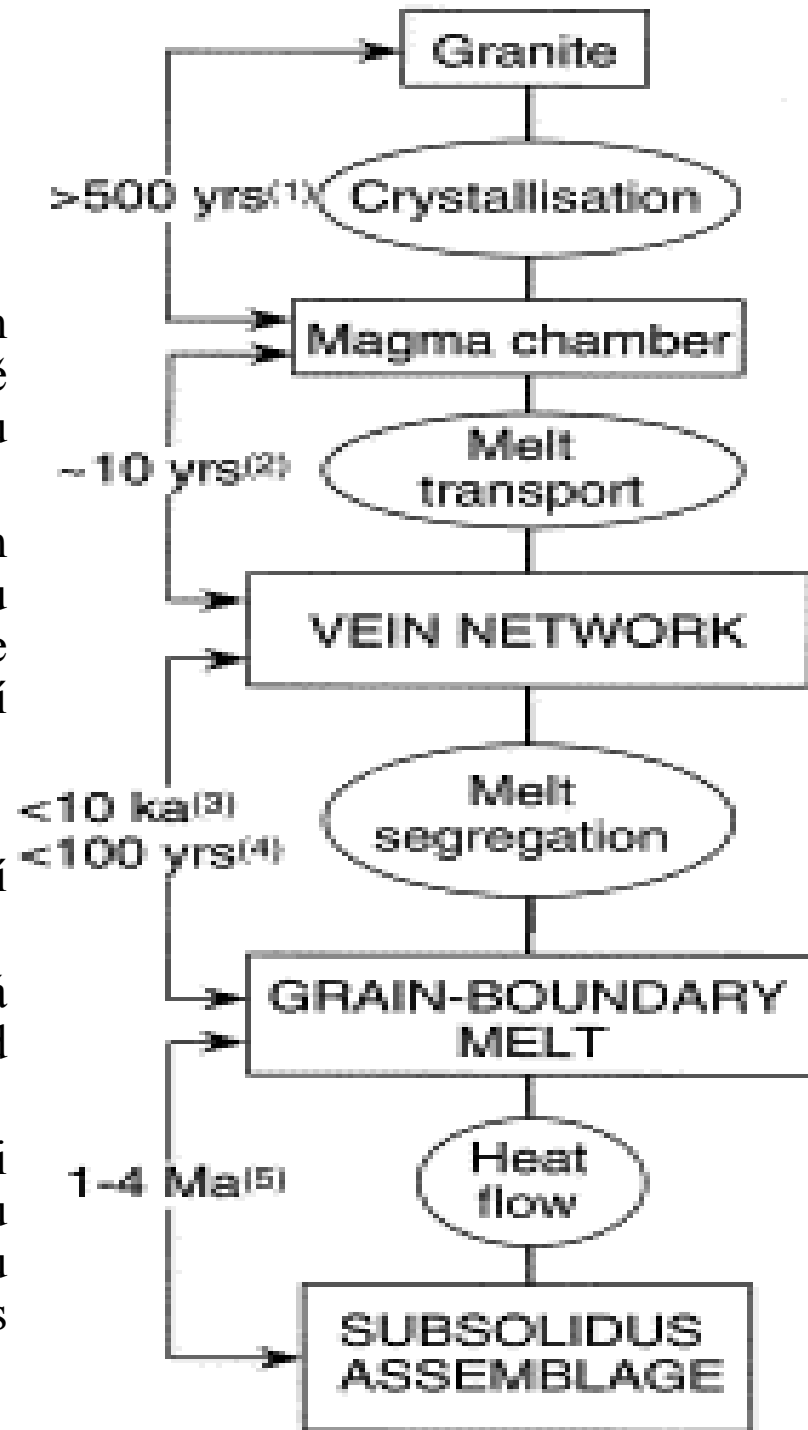 Granite
>500 yrs(1)
Crystallisation
Magma chamber
~10 yrs(2)
Melt
transport
VEIN NETWORK
<10 ka(3)
<100 yrs(4)
Melt
segregation
GRAIN-BOUNDARY
MELT
1-4 Ma(5)
Heat
flow
SUBSOLIDUS
ASSEMBLAGE